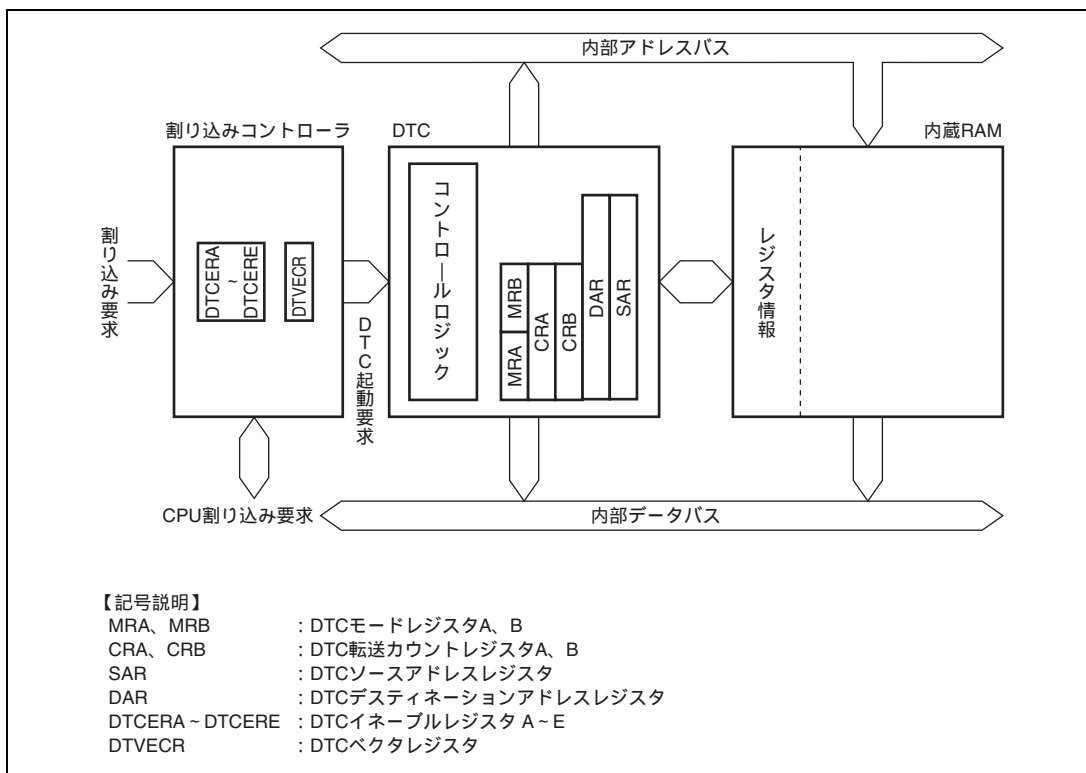 内部アドレスバス
割り込みコントローラ
DTC
内蔵RAM
割り込み要求
DTCERA
~
DTCERE
DTVECR
DTC起動要求
コントロールロジック
MRA
MRB
CRA
CRB
DAR
SAR
レジスタ情報
CPU割り込み要求
内部データバス
【記号説明】
MRA、MRB : DTCモードレジスタA、B
CRA、CRB : DTC転送カウントレジスタA、B
SAR : DTCソースアドレスレジスタ
DAR : DTCデスティネーションアドレスレジスタ
DTCERA ~ DTCERE : DTCイネーブルレジスタ A ~ E
DTVECR : DTCベクタレジスタ